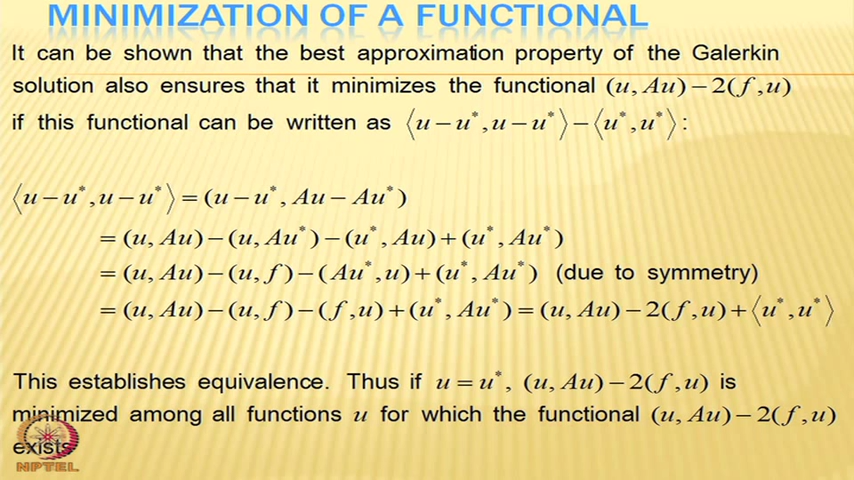 MINIMIZATION OF A FUNCTIONAL
It can be shown that the best approximation property of the Galerkin
solution also ensures that it minimizes the functional (u, Au) − 2(f, u)
if this functional can be written as ⟨u − u*, u − u*⟩ − ⟨u*, u*⟩ :
⟨u − u*, u − u*⟩ = (u − u*, Au − Au*)
= (u, Au) − (u, Au*) − (u*, Au) + (u*, Au*)
= (u, Au) − (u, f) − (Au*, u) + (u*, Au*) (due to symmetry)
= (u, Au) − (u, f) − (f, u) + (u*, Au*) = (u, Au) − 2(f, u) + ⟨u*, u*⟩
This establishes equivalence. Thus if u = u*, (u, Au) − 2(f, u) is
minimized among all functions u for which the functional (u, Au) − 2(f, u)
exists
NPTEL